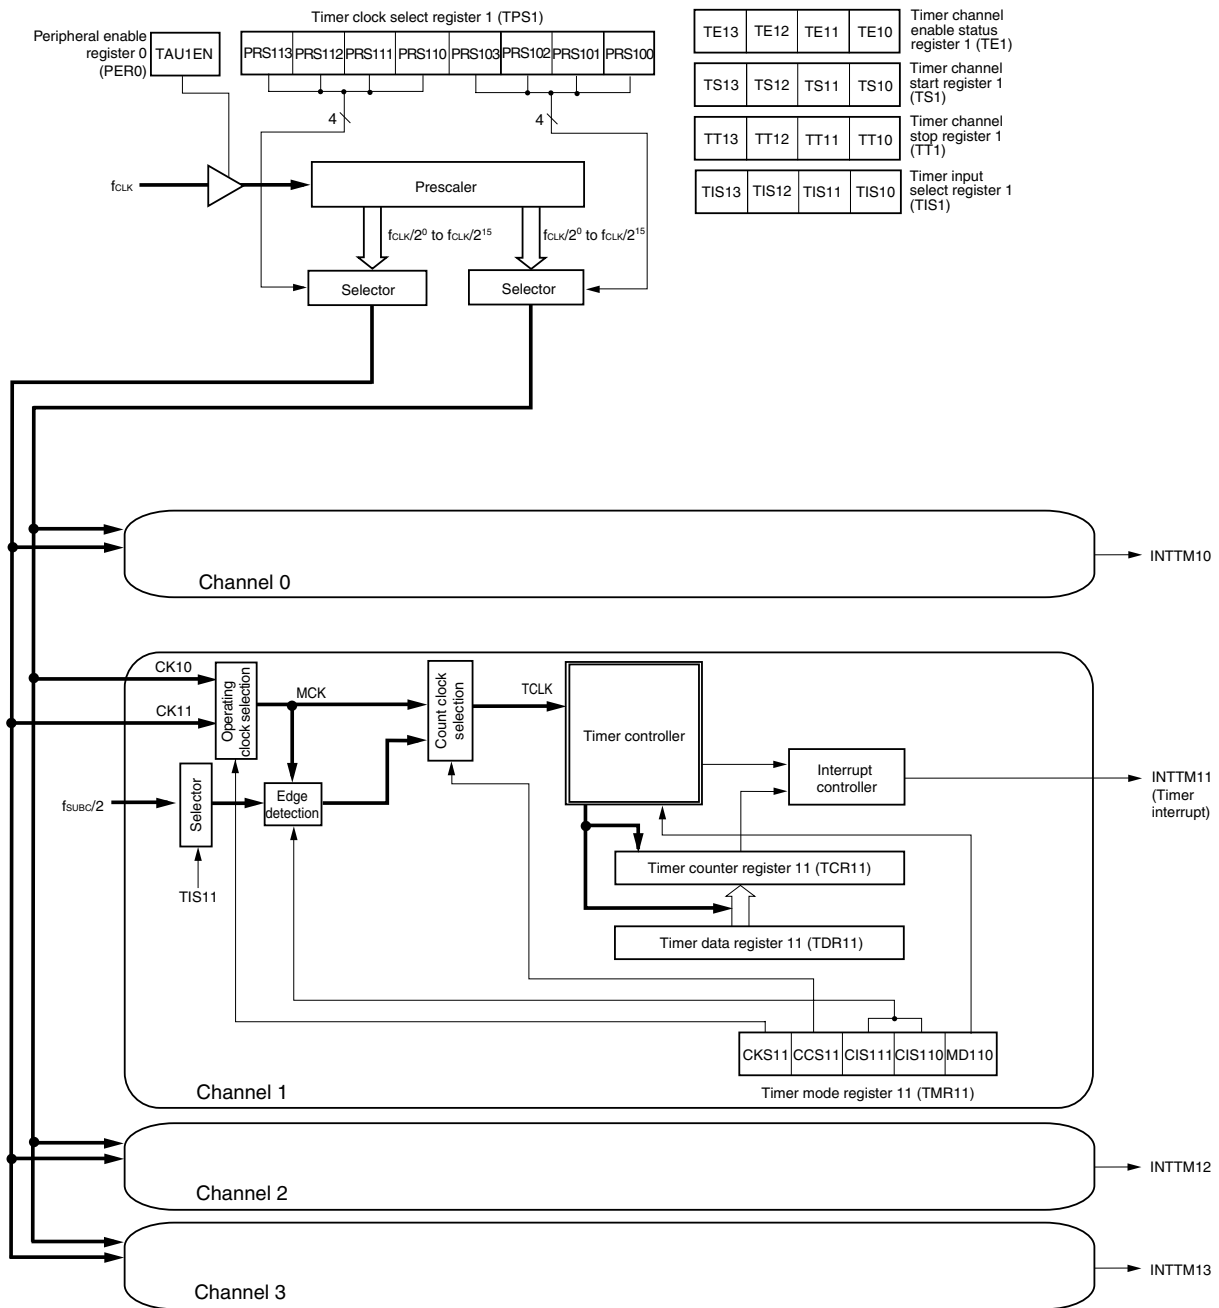 Timer clock select register 1 (TPS1)
Peripheral enable
register 0
(PER0)
TAU1EN
PRS113 PRS112 PRS111 PRS110 PRS103 PRS102 PRS101 PRS100
TE13 TE12 TE11 TE10
Timer channel
enable status
register 1 (TE1)
TS13 TS12 TS11 TS10
Timer channel
start register 1
(TS1)
TT13 TT12 TT11 TT10
Timer channel
stop register 1
(TT1)
TIS13 TIS12 TIS11 TIS10
Timer input
select register 1
(TIS1)
4
4
fCLK
Prescaler
fCLK/2⁰ to fCLK/2¹⁵
fCLK/2⁰ to fCLK/2¹⁵
Selector
Selector
Channel 0
INTTM10
CK10
CK11
Operating
clock selection
MCK
Count clock
selection
TCLK
Timer controller
Interrupt
controller
INTTM11
(Timer
interrupt)
fSUBC/2
Selector
Edge
detection
TIS11
Timer counter register 11 (TCR11)
Timer data register 11 (TDR11)
CKS11 CCS11 CIS111 CIS110 MD110
Timer mode register 11 (TMR11)
Channel 1
Channel 2
INTTM12
Channel 3
INTTM13